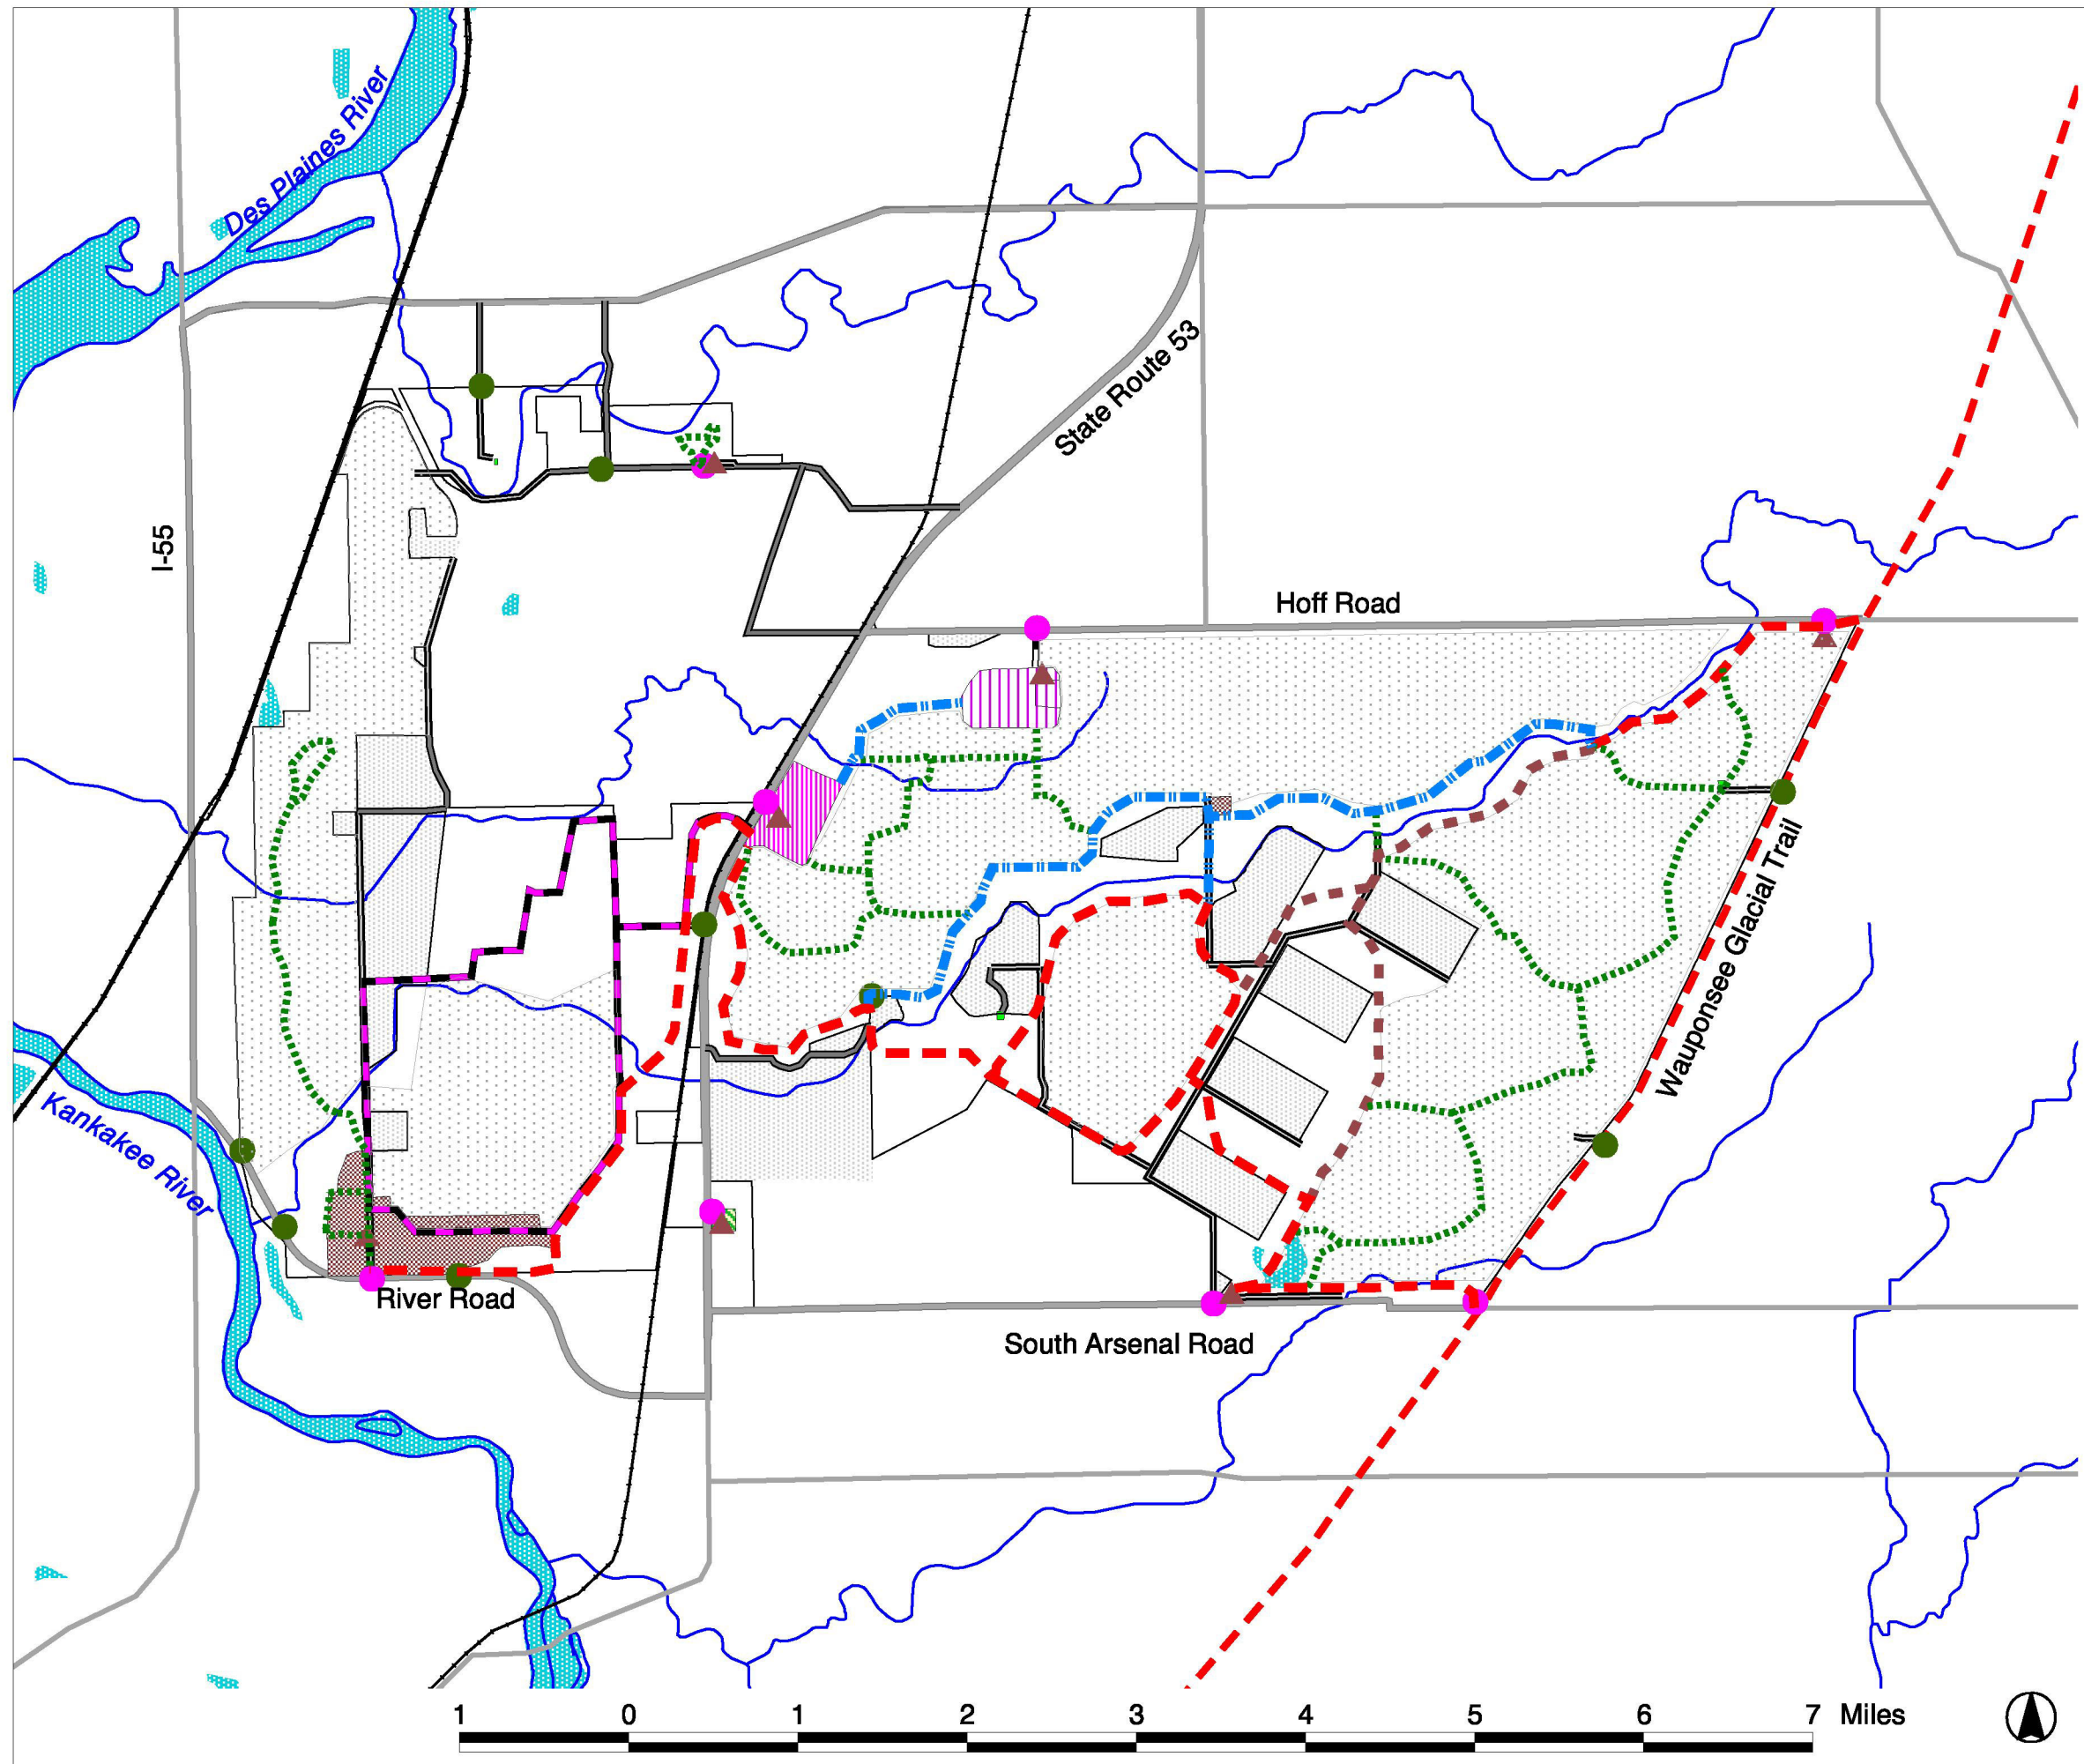 Des Plaines River
State Route 53
I-55
Hoff Road
Wauponsee Glacial Trail
Kankakee River
River Road
South Arsenal Road
1 0 1 2 3 4 5 6 7 Miles